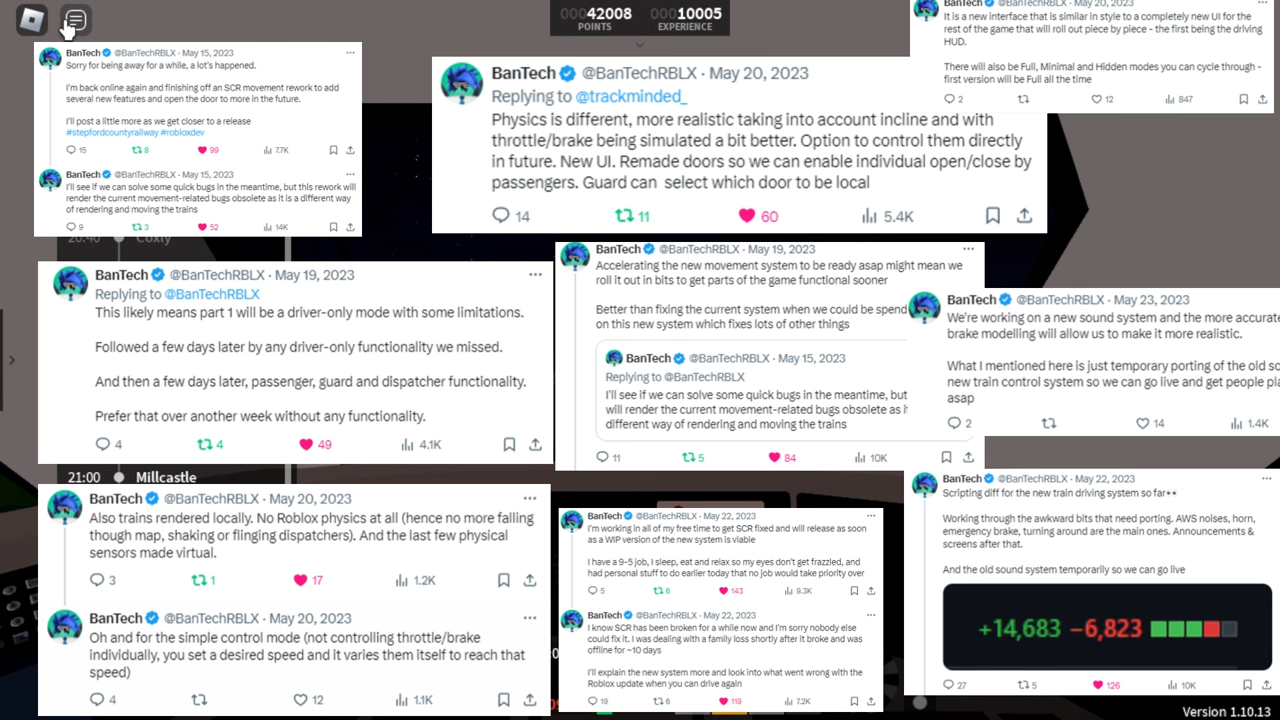 00042008
POINTS
00010005
EXPERIENCE
BanTech @BanTechRBLX · May 15, 2023
Sorry for being away for a while, a lot's happened.
I'm back online again and finishing off an SCR movement rework to add
several new features and open the door to more in the future.
I'll post a little more as we get closer to a release
#stepfordcountyrailway #robloxdev
15 8 99 7.7K
BanTech @BanTechRBLX · May 15, 2023
I'll see if we can solve some quick bugs in the meantime, but this rework will
render the current movement-related bugs obsolete as it is a different way
of rendering and moving the trains
9 3 52 14K
BanTech @BanTechRBLX · May 20, 2023
Replying to @trackminded_
Physics is different, more realistic taking into account incline and with
throttle/brake being simulated a bit better. Option to control them directly
in future. New UI. Remade doors so we can enable individual open/close by
passengers. Guard can select which door to be local
14 11 60 5.4K
BanTech @BanTechRBLX · May 20, 2023
It is a new interface that is similar in style to a completely new UI for the
rest of the game that will roll out piece by piece - the first being the driving
HUD.
There will also be Full, Minimal and Hidden modes you can cycle through -
first version will be Full all the time
2 12 847
20:40 Coxly
BanTech @BanTechRBLX · May 19, 2023
Replying to @BanTechRBLX
This likely means part 1 will be a driver-only mode with some limitations.
Followed a few days later by any driver-only functionality we missed.
And then a few days later, passenger, guard and dispatcher functionality.
Prefer that over another week without any functionality.
4 4 49 4.1K
BanTech @BanTechRBLX · May 19, 2023
Accelerating the new movement system to be ready asap might mean we
roll it out in bits to get parts of the game functional sooner
Better than fixing the current system when we could be spend
on this new system which fixes lots of other things
BanTech @BanTechRBLX · May 15, 2023
Replying to @BanTechRBLX
I'll see if we can solve some quick bugs in the meantime, but
will render the current movement-related bugs obsolete as i
different way of rendering and moving the trains
11 5 84 10K
BanTech @BanTechRBLX · May 23, 2023
We're working on a new sound system and the more accurate
brake modelling will allow us to make it more realistic.
What I mentioned here is just temporary porting of the old so
new train control system so we can go live and get people pla
asap
2 14 1.4K
21:00 Millcastle
BanTech @BanTechRBLX · May 20, 2023
Also trains rendered locally. No Roblox physics at all (hence no more falling
though map, shaking or flinging dispatchers). And the last few physical
sensors made virtual.
3 1 17 1.2K
BanTech @BanTechRBLX · May 20, 2023
Oh and for the simple control mode (not controlling throttle/brake
individually, you set a desired speed and it varies them itself to reach that
speed)
4 12 1.1K
BanTech @BanTechRBLX · May 22, 2023
I'm working in all of my free time to get SCR fixed and will release as soon
as a WIP version of the new system is viable
I have a 9-5 job, I sleep, eat and relax so my eyes don't get frazzled, and
had personal stuff to do earlier today that no job would take priority over
5 6 143 9.3K
BanTech @BanTechRBLX · May 22, 2023
I know SCR has been broken for a while now and I'm sorry nobody else
could fix it. I was dealing with a family loss shortly after it broke and was
offline for ~10 days
I'll explain the new system more and look into what went wrong with the
Roblox update when you can drive again
19 6 119 7.2K
BanTech @BanTechRBLX · May 22, 2023
Scripting diff for the new train driving system so far👀
Working through the awkward bits that need porting. AWS noises, horn,
emergency brake, turning around are the main ones. Announcements &
screens after that.
And the old sound system temporarily so we can go live
+14,683 −6,823
27 5 126 10K
Version 1.10.13